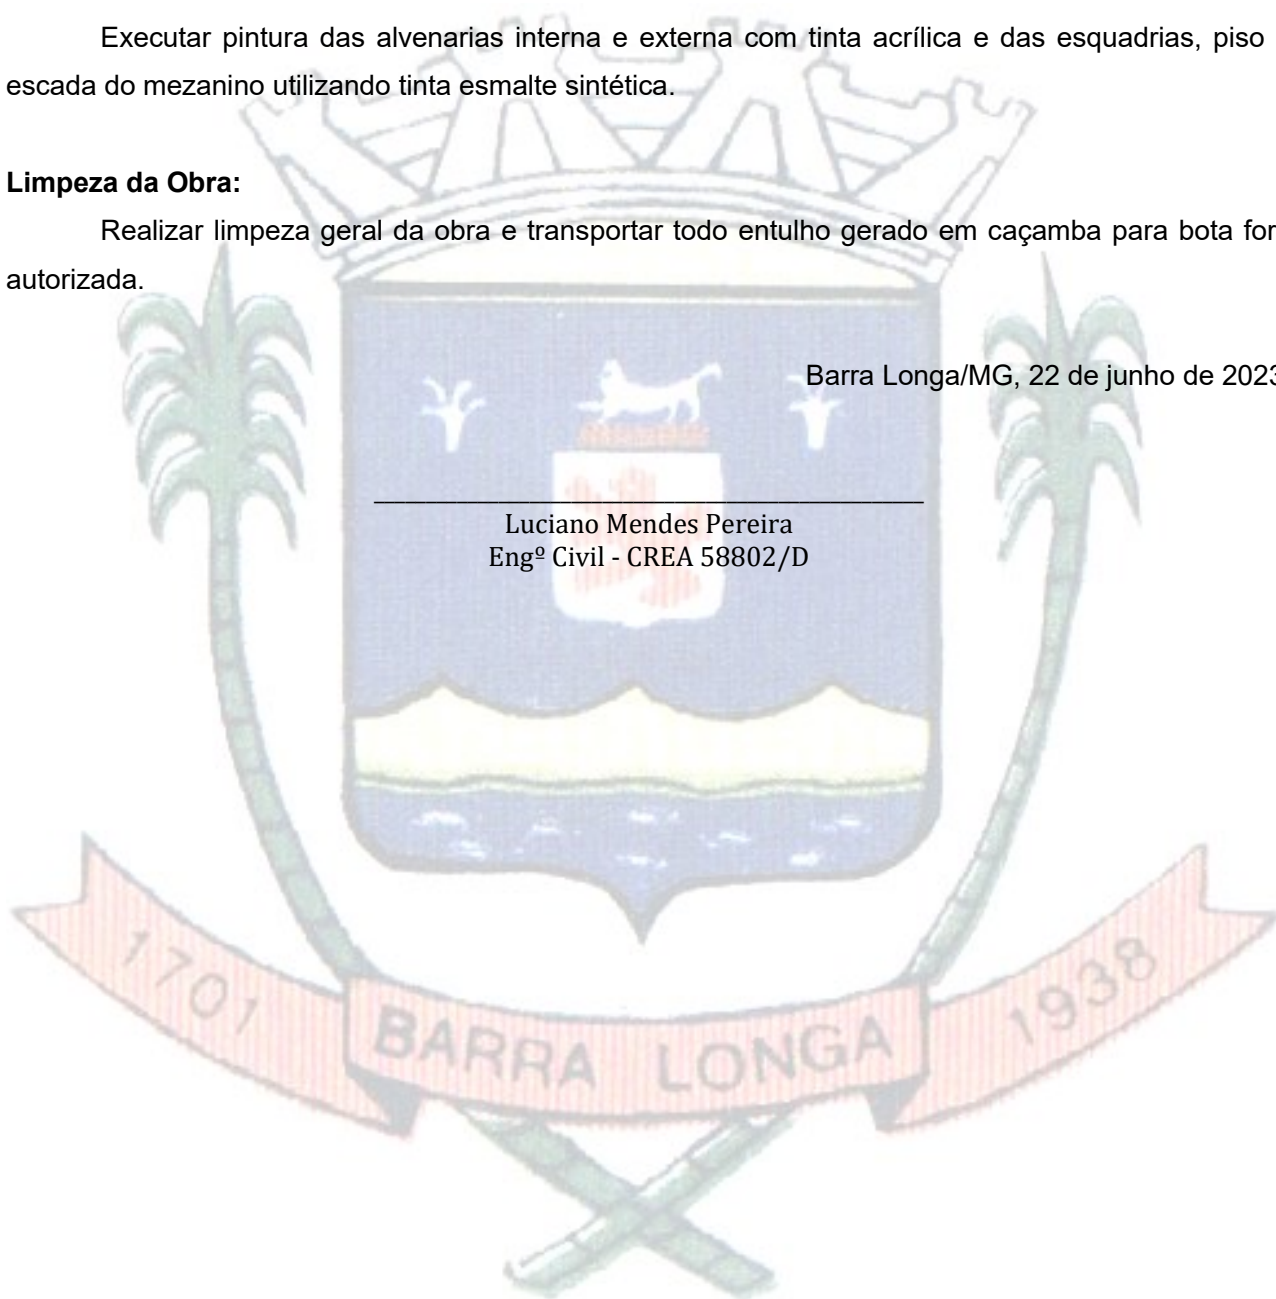 Executar pintura das alvenarias interna e externa com tinta acrílica e das esquadrias, piso
escada do mezanino utilizando tinta esmalte sintética.
Limpeza da Obra:
Realizar limpeza geral da obra e transportar todo entulho gerado em caçamba para bota for
autorizada.
Barra Longa/MG, 22 de junho de 2023
Luciano Mendes Pereira
Engº Civil - CREA 58802/D
1701
BARRA LONGA
1938